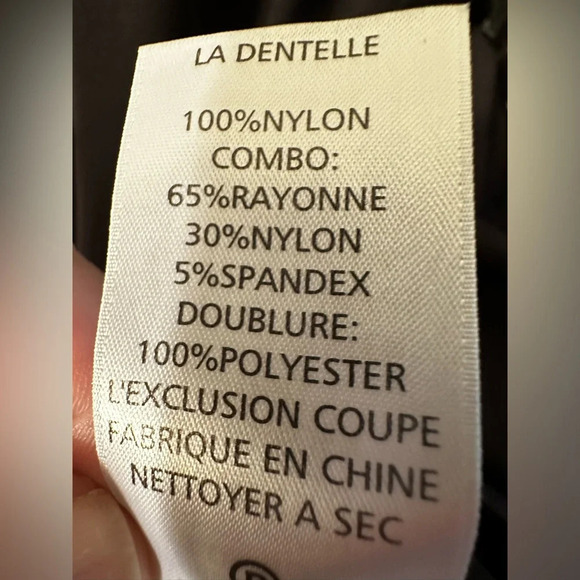 LA DENTELLE
100%NYLON
COMBO:
65%RAYONNE
30%NYLON
5%SPANDEX
DOUBLURE:
100%POLYESTER
L'EXCLUSION COUPE
FABRIQUE EN CHINE
NETTOYER A SEC